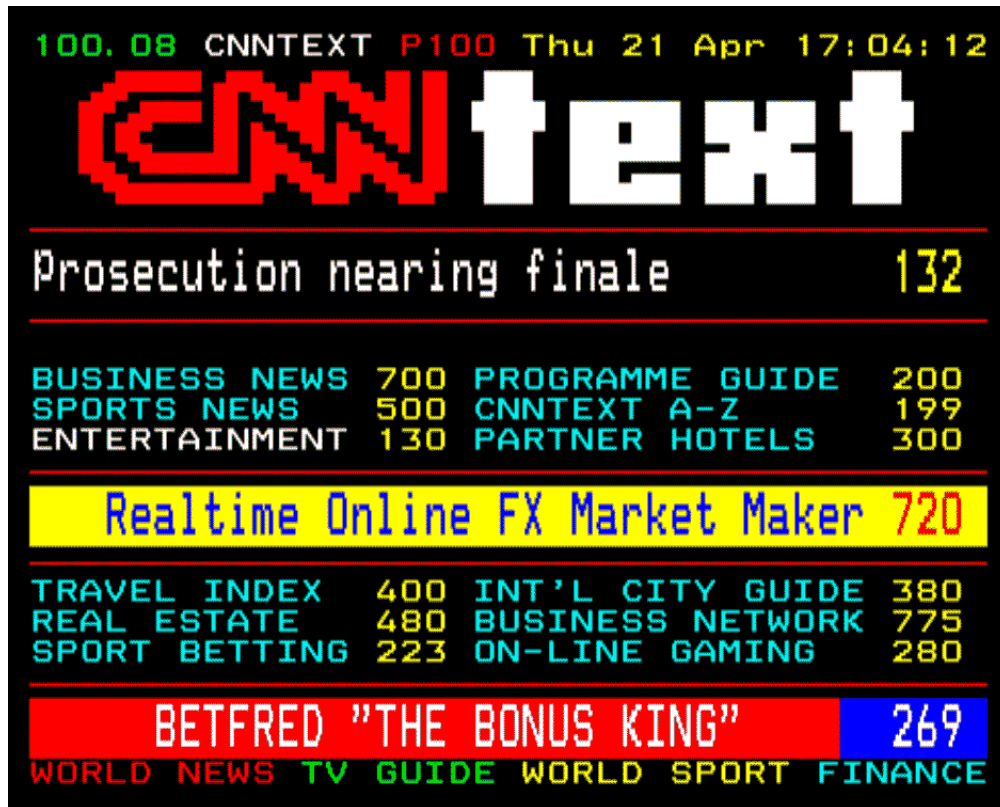 100.08 CNNTEXT P100 Thu 21 Apr 17:04:12
CNN text
Prosecution nearing finale 132
BUSINESS NEWS 700 PROGRAMME GUIDE 200
SPORTS NEWS 500 CNNTEXT A-Z 199
ENTERTAINMENT 130 PARTNER HOTELS 300
Realtime Online FX Market Maker 720
TRAVEL INDEX 400 INT'L CITY GUIDE 380
REAL ESTATE 480 BUSINESS NETWORK 775
SPORT BETTING 223 ON-LINE GAMING 280
BETFRED "THE BONUS KING" 269
WORLD NEWS TV GUIDE WORLD SPORT FINANCE